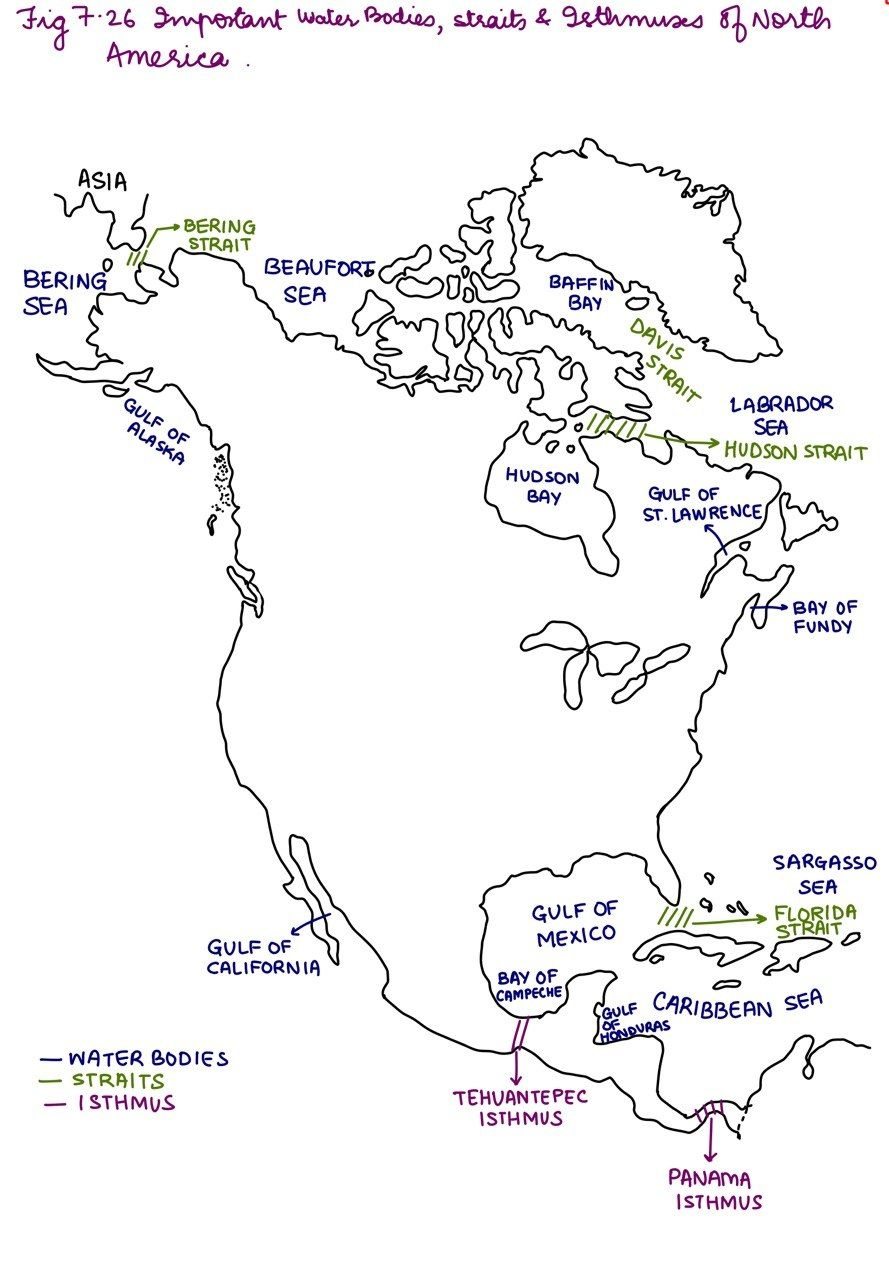 Fig 7.26 Important Water Bodies, straits & Isthmuses of North
America.
ASIA
BERING
STRAIT
BERING
SEA
BEAUFORT
SEA
BAFFIN
BAY
DAVIS
STRAIT
GULF OF
ALASKA
LABRADOR
SEA
HUDSON STRAIT
HUDSON
BAY
GULF OF
ST. LAWRENCE
BAY OF
FUNDY
SARGASSO
SEA
FLORIDA
STRAIT
GULF OF
MEXICO
GULF OF
CALIFORNIA
BAY OF
CAMPECHE
GULF
OF
HONDURAS
CARIBBEAN SEA
— WATER BODIES
— STRAITS
— ISTHMUS
TEHUANTEPEC
ISTHMUS
PANAMA
ISTHMUS